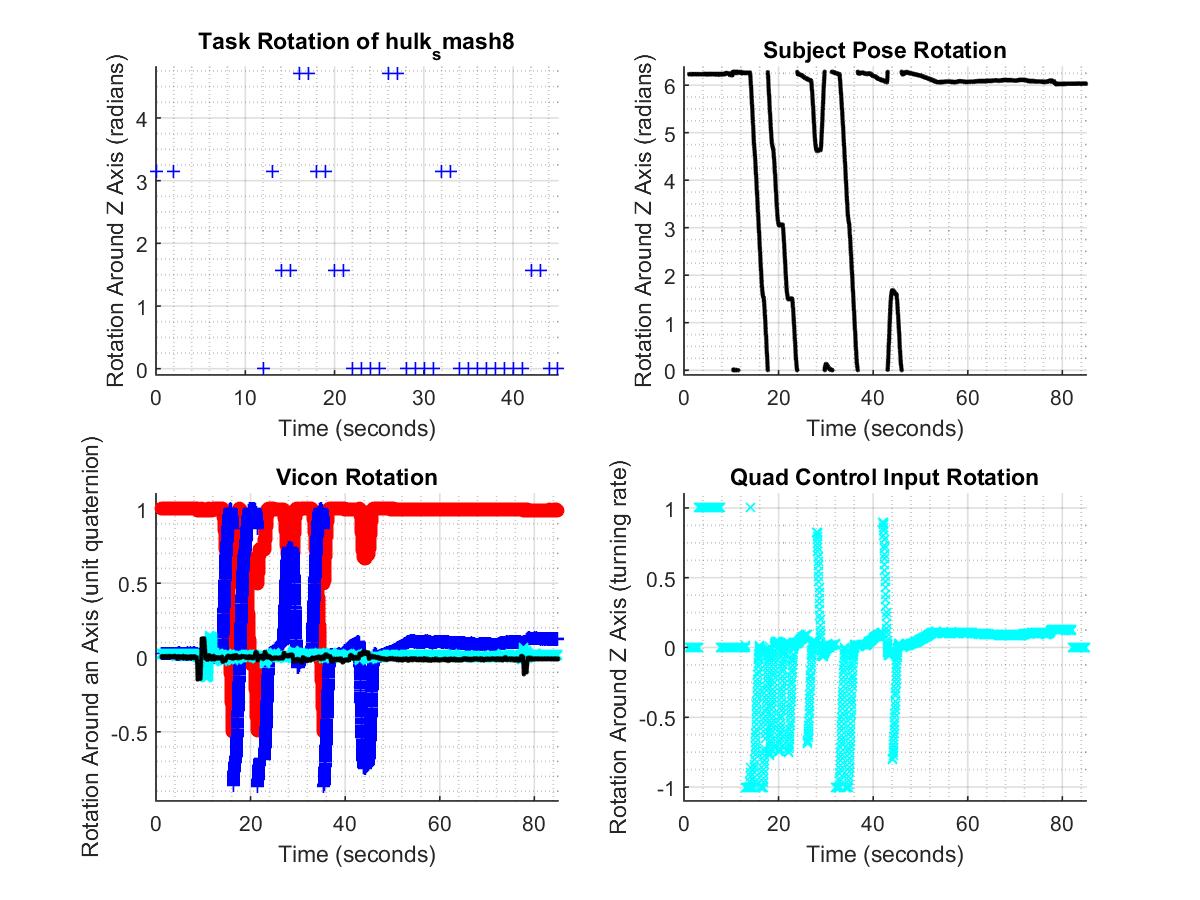 Task Rotation of hulksmash8
Rotation Around Z Axis (radians)
4
3
2
1
0
0 10 20 30 40
Time (seconds)
Subject Pose Rotation
Rotation Around Z Axis (radians)
6
5
4
3
2
1
0
0 20 40 60 80
Time (seconds)
Vicon Rotation
Rotation Around an Axis (unit quaternion)
1
0.5
0
-0.5
0 20 40 60 80
Time (seconds)
Quad Control Input Rotation
Rotation Around Z Axis (turning rate)
1
0.5
0
-0.5
-1
0 20 40 60 80
Time (seconds)